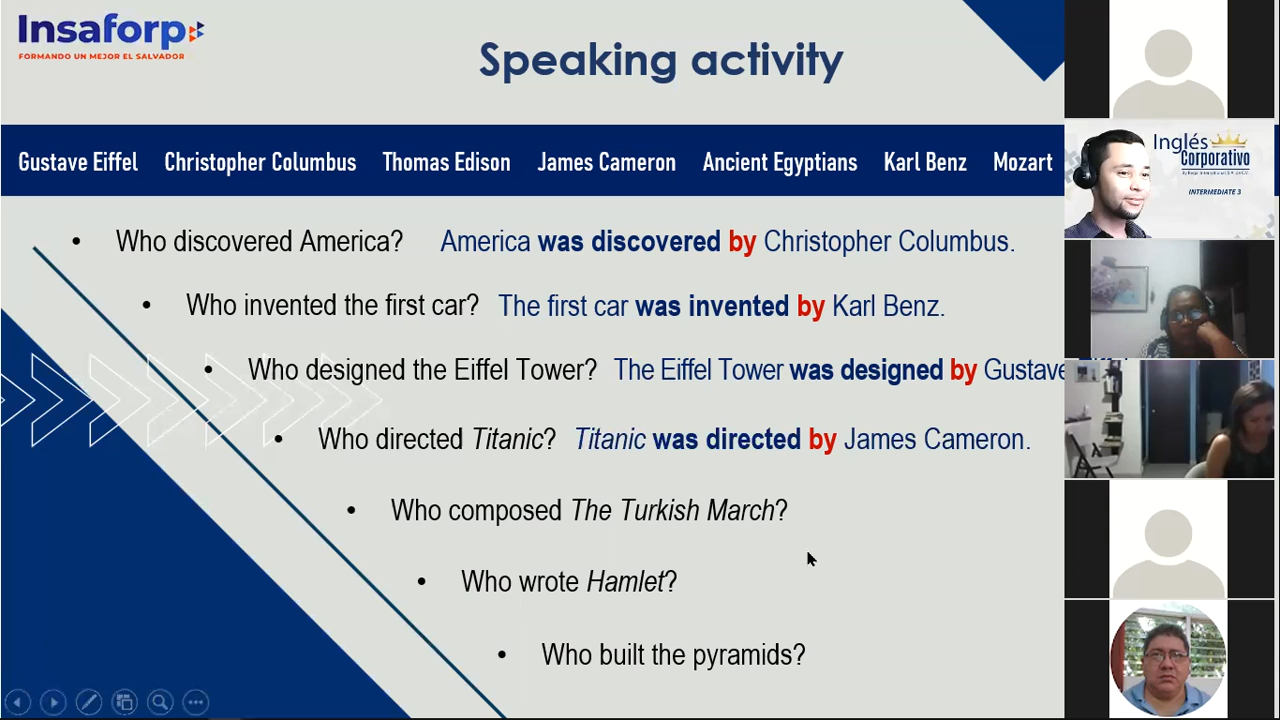 Insaforp
FORMANDO UN MEJOR EL SALVADOR
Speaking activity
Gustave Eiffel Christopher Columbus Thomas Edison James Cameron Ancient Egyptians Karl Benz Mozart
• Who discovered America? America was discovered by Christopher Columbus.
• Who invented the first car? The first car was invented by Karl Benz.
• Who designed the Eiffel Tower? The Eiffel Tower was designed by Gustave
• Who directed Titanic? Titanic was directed by James Cameron.
• Who composed The Turkish March?
• Who wrote Hamlet?
• Who built the pyramids?
Inglés
Corporativo
INTERMEDIATE 3